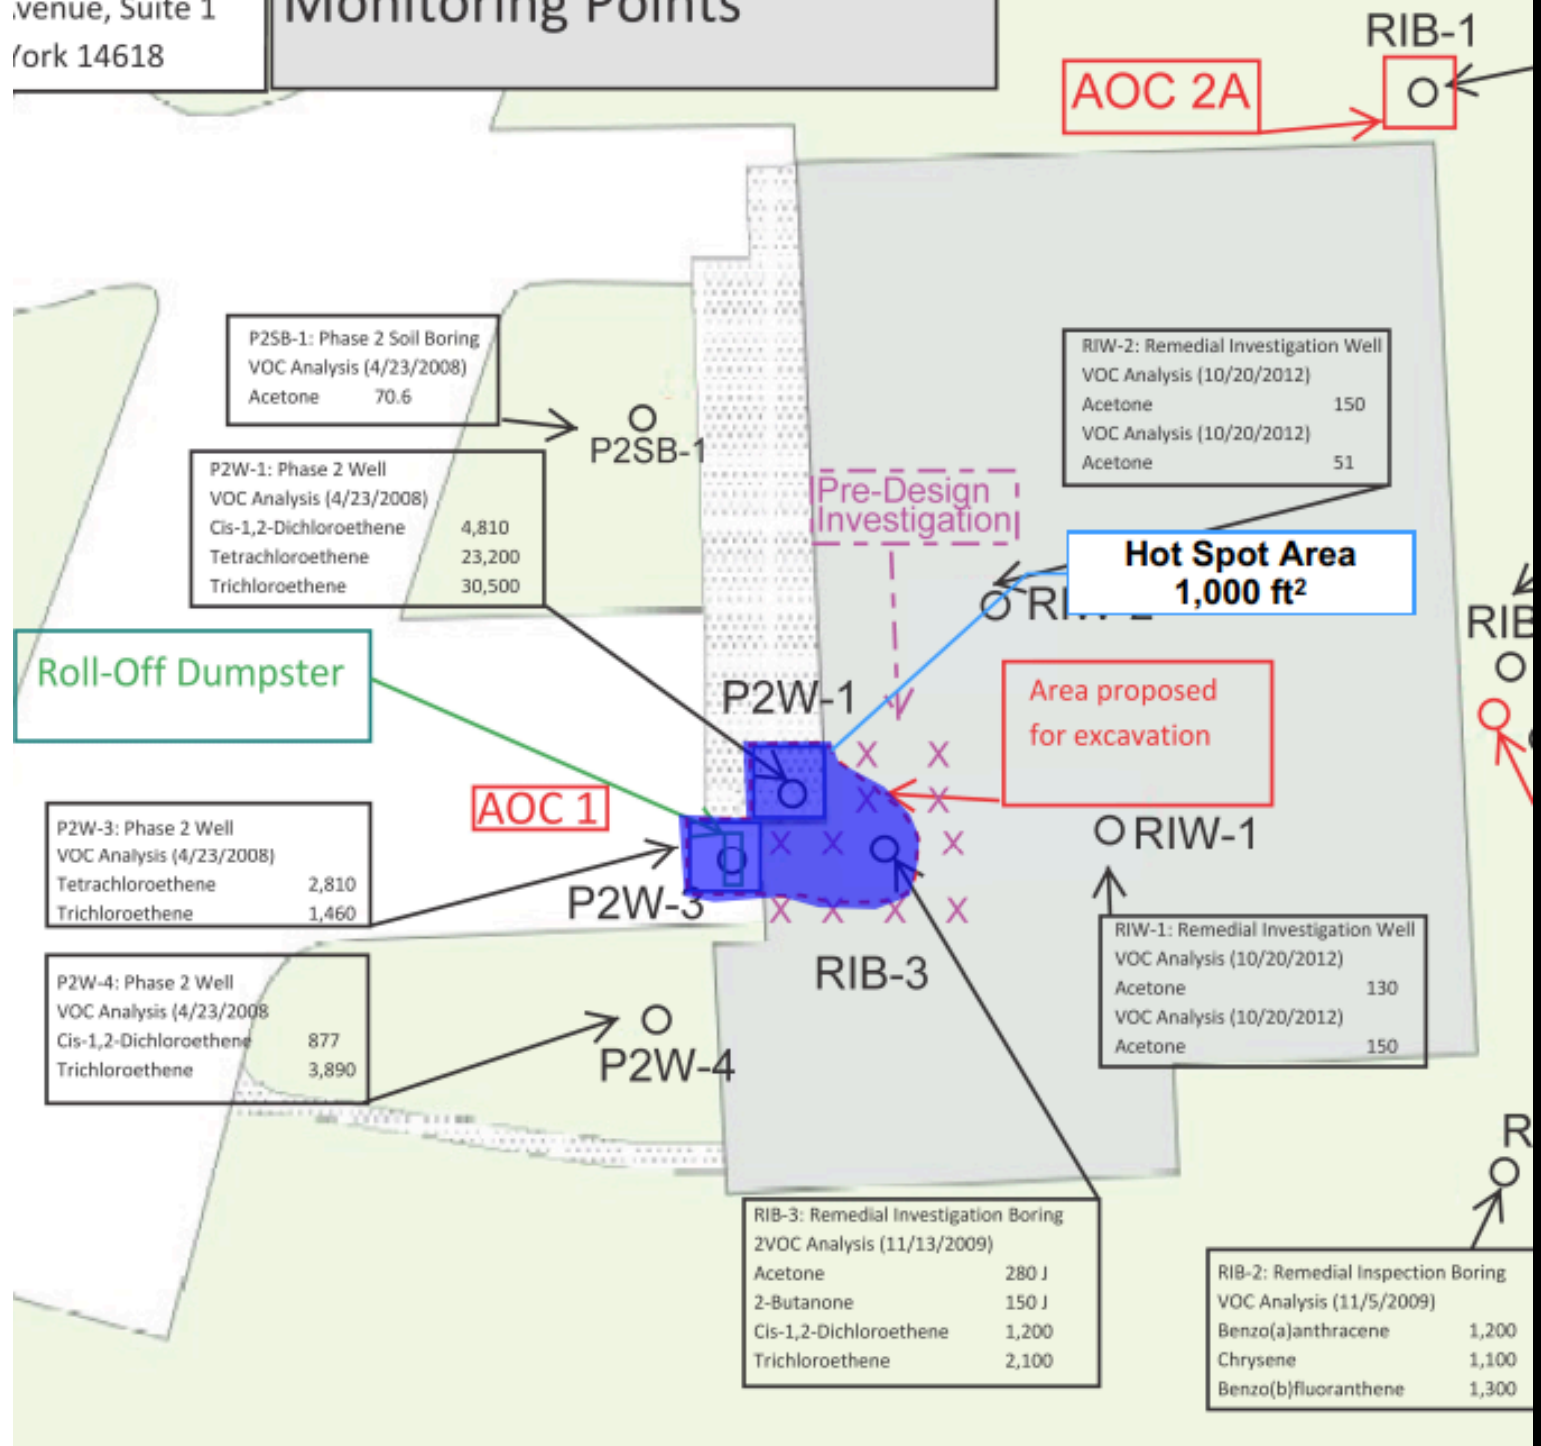 Avenue, Suite 1
York 14618
Monitoring Points
RIB-1
AOC 2A
P2SB-1: Phase 2 Soil Boring
VOC Analysis (4/23/2008)
Acetone 70.6
P2SB-1
RIW-2: Remedial Investigation Well
VOC Analysis (10/20/2012)
Acetone 150
VOC Analysis (10/20/2012)
Acetone 51
P2W-1: Phase 2 Well
VOC Analysis (4/23/2008)
Cis-1,2-Dichloroethene 4,810
Tetrachloroethene 23,200
Trichloroethene 30,500
Pre-Design
Investigation
Hot Spot Area
1,000 ft²
RIW-2
RIB
Roll-Off Dumpster
P2W-1
Area proposed
for excavation
X X
AOC 1
X X
P2W-3: Phase 2 Well
VOC Analysis (4/23/2008)
Tetrachloroethene 2,810
Trichloroethene 1,460
X X X
RIW-1
P2W-3
X X X X
RIB-3
RIW-1: Remedial Investigation Well
VOC Analysis (10/20/2012)
Acetone 130
VOC Analysis (10/20/2012)
Acetone 150
P2W-4: Phase 2 Well
VOC Analysis (4/23/2008
Cis-1,2-Dichloroethene 877
Trichloroethene 3,890
P2W-4
R
RIB-3: Remedial Investigation Boring
2VOC Analysis (11/13/2009)
Acetone 280 J
2-Butanone 150 J
Cis-1,2-Dichloroethene 1,200
Trichloroethene 2,100
RIB-2: Remedial Inspection Boring
VOC Analysis (11/5/2009)
Benzo(a)anthracene 1,200
Chrysene 1,100
Benzo(b)fluoranthene 1,300